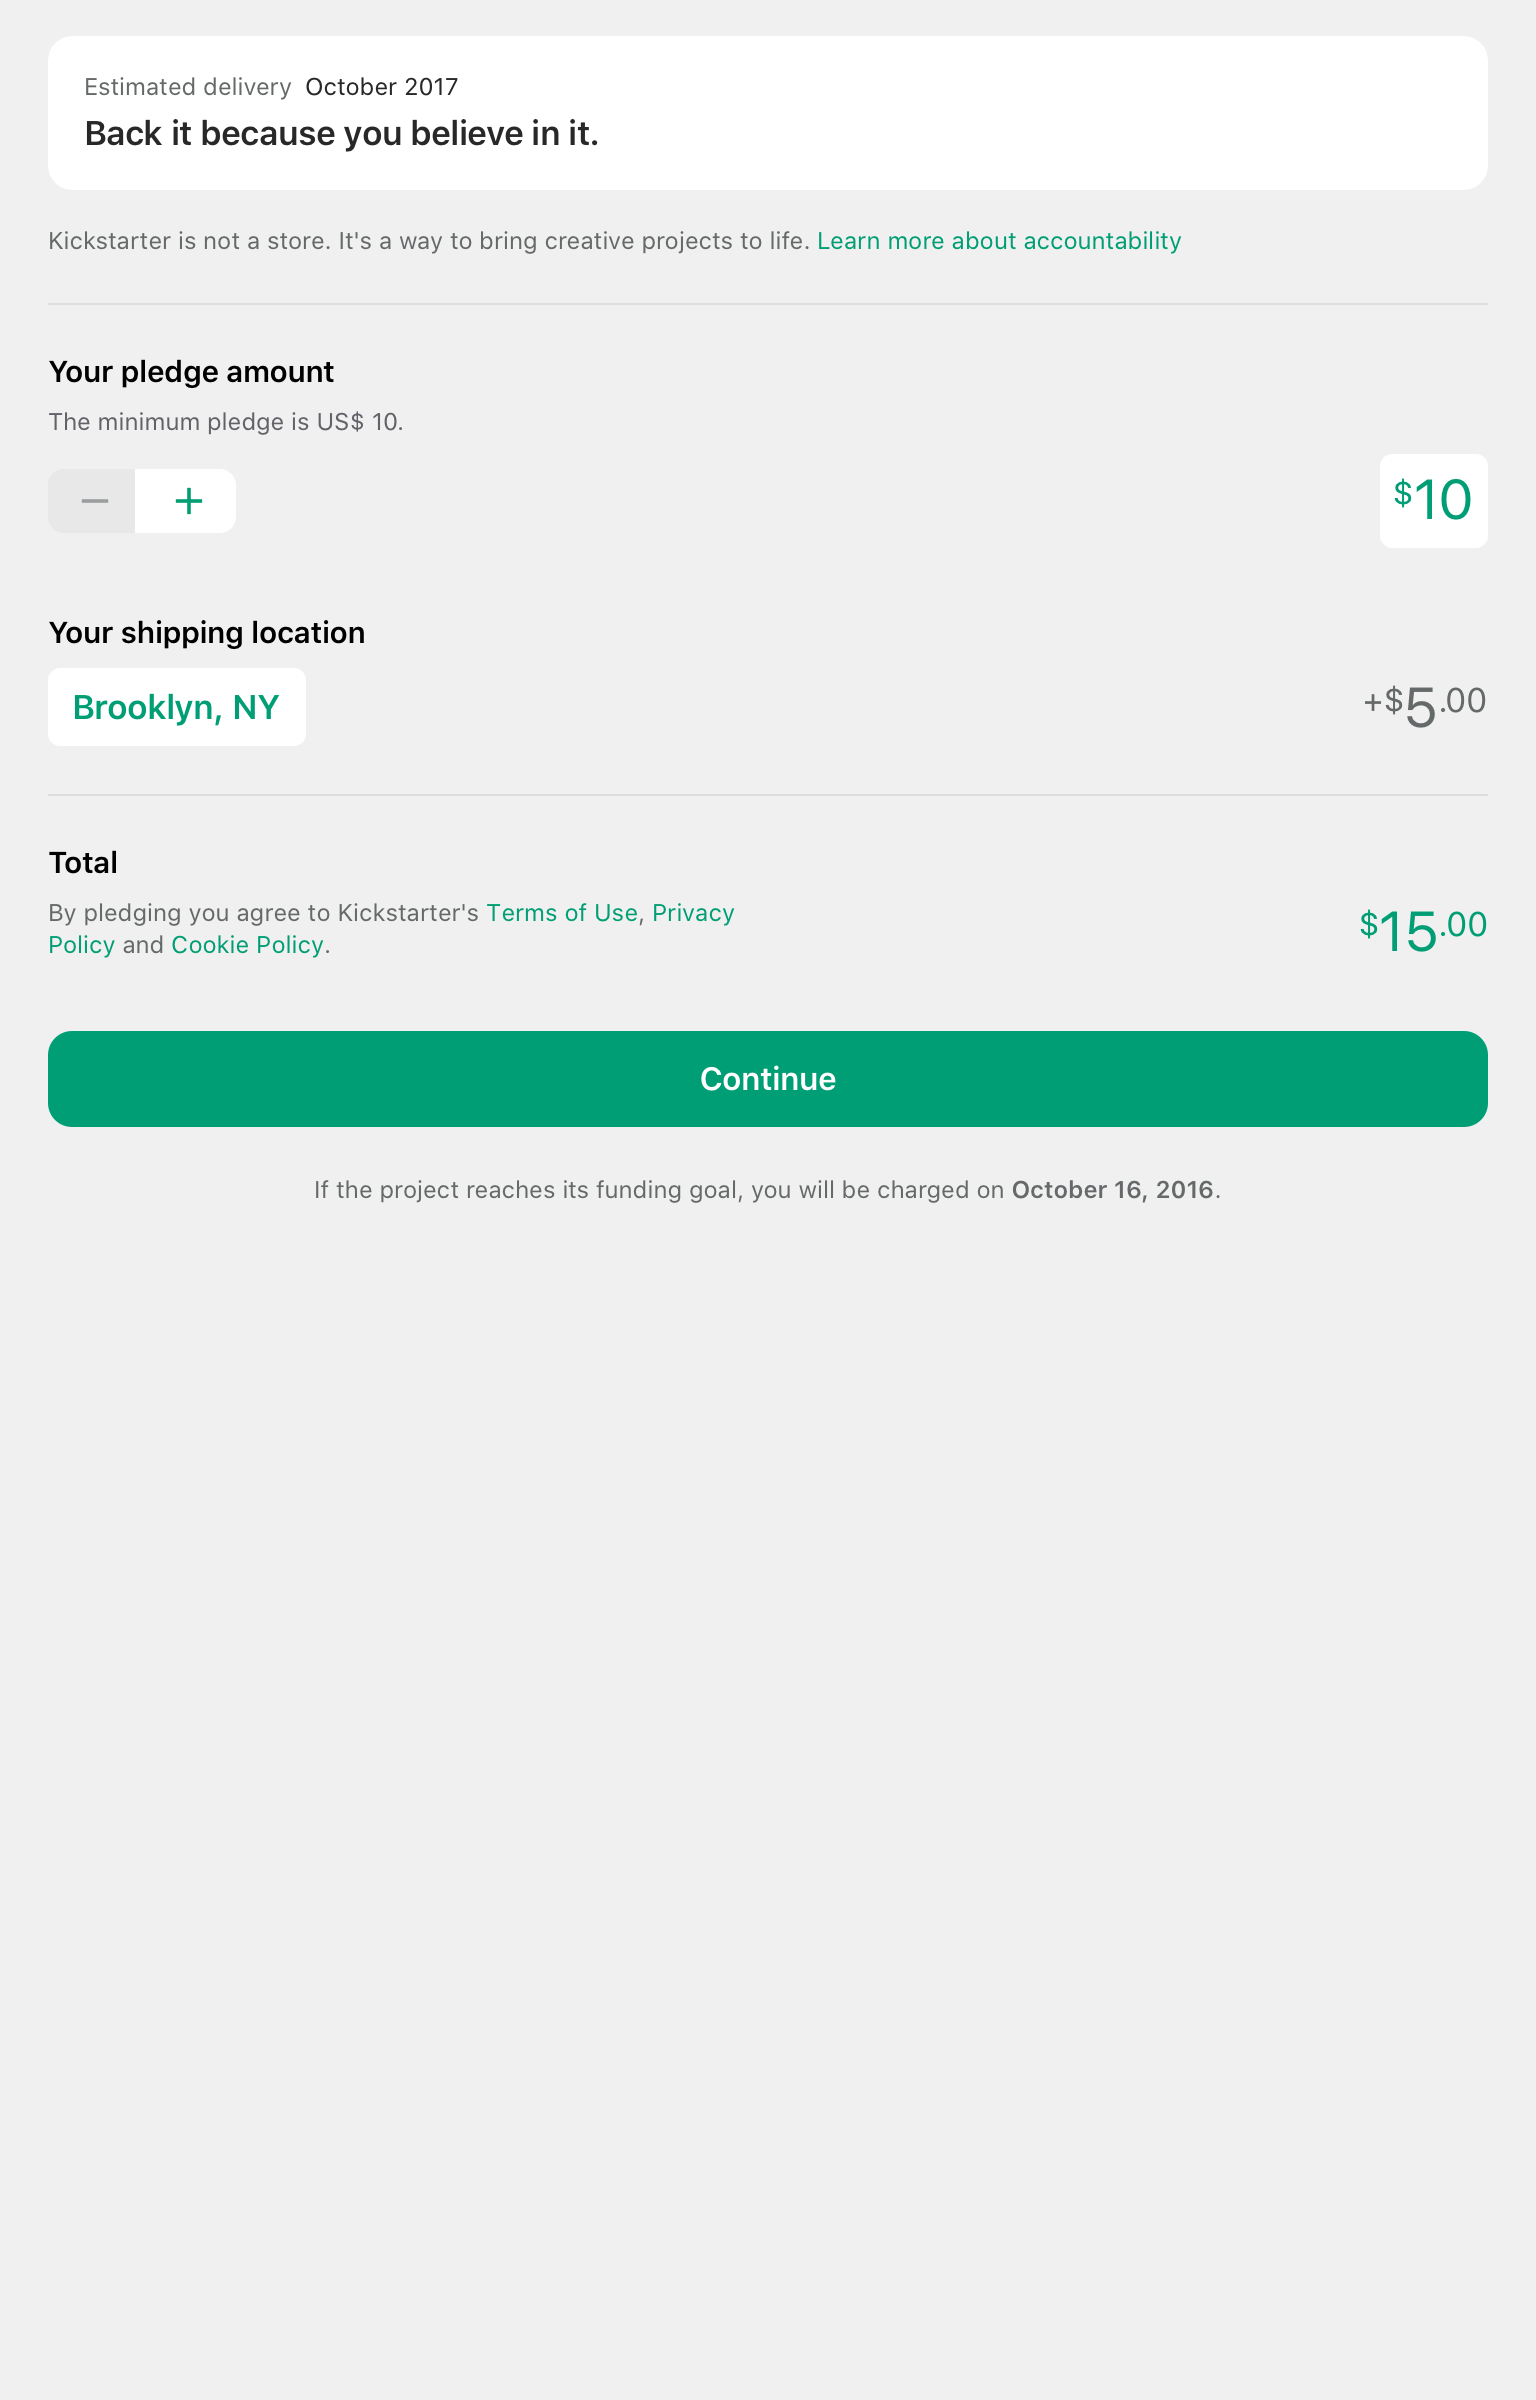 Estimated delivery October 2017
Back it because you believe in it.
Kickstarter is not a store. It's a way to bring creative projects to life. Learn more about accountability
Your pledge amount
The minimum pledge is US$ 10.
− +
$10
Your shipping location
Brooklyn, NY
+$5.00
Total
By pledging you agree to Kickstarter's Terms of Use, Privacy
Policy and Cookie Policy.
$15.00
Continue
If the project reaches its funding goal, you will be charged on October 16, 2016.